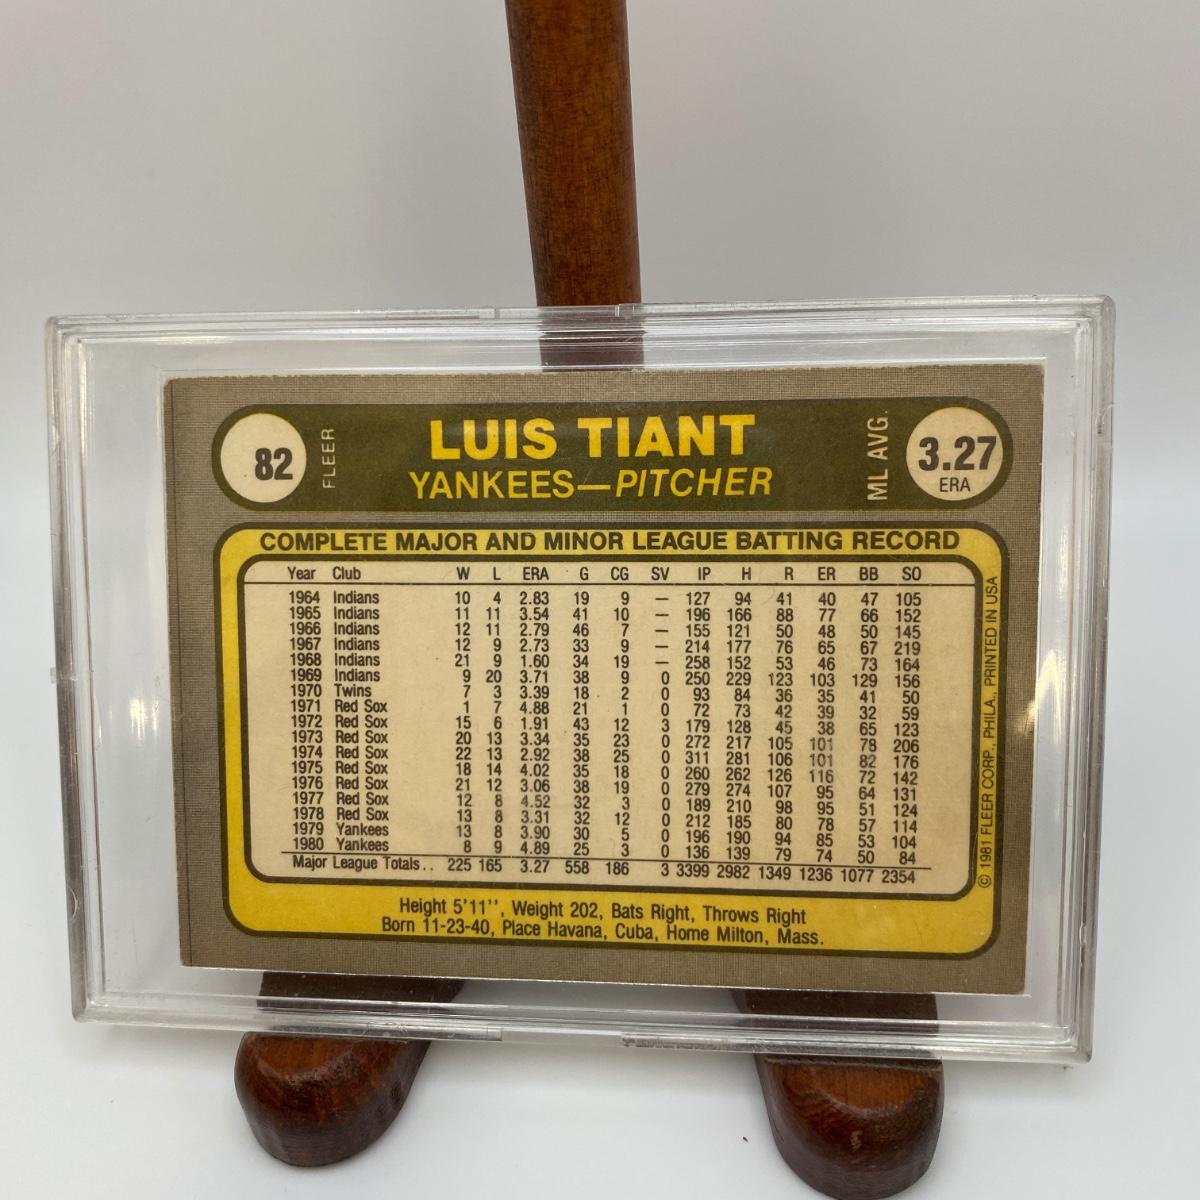 82 FLEER LUIS TIANT ML AVG. 3.27
YANKEES—PITCHER ERA
COMPLETE MAJOR AND MINOR LEAGUE BATTING RECORD
Year Club W L ERA G CG SV IP H R ER BB SO
1964 Indians 10 4 2.83 19 9 — 127 94 41 40 47 105
1965 Indians 11 11 3.54 41 10 — 196 166 88 77 66 152
1966 Indians 12 11 2.79 46 7 — 155 121 50 48 50 145
1967 Indians 12 9 2.73 33 9 — 214 177 76 65 67 219
1968 Indians 21 9 1.60 34 19 — 258 152 53 46 73 164
1969 Indians 9 20 3.71 38 9 0 250 229 123 103 129 156
1970 Twins 7 3 3.39 18 2 0 93 84 36 35 41 50
1971 Red Sox 1 7 4.88 21 1 0 72 73 42 39 32 59
1972 Red Sox 15 6 1.91 43 12 3 179 128 45 38 65 123
1973 Red Sox 20 13 3.34 35 23 0 272 217 105 101 78 206
1974 Red Sox 22 13 2.92 38 25 0 311 281 106 101 82 176
1975 Red Sox 18 14 4.02 35 18 0 260 262 126 116 72 142
1976 Red Sox 21 12 3.06 38 19 0 279 274 107 95 64 131
1977 Red Sox 12 8 4.52 32 3 0 189 210 98 95 51 124
1978 Red Sox 13 8 3.31 32 12 0 212 185 80 78 57 114
1979 Yankees 13 8 3.90 30 5 0 196 190 94 85 53 104
1980 Yankees 8 9 4.89 25 3 0 136 139 79 74 50 84
Major League Totals.. 225 165 3.27 558 186 3 3399 2982 1349 1236 1077 2354
Height 5'11'', Weight 202, Bats Right, Throws Right
Born 11-23-40, Place Havana, Cuba, Home Milton, Mass.
© 1981 FLEER CORP., PHILA., PRINTED IN USA